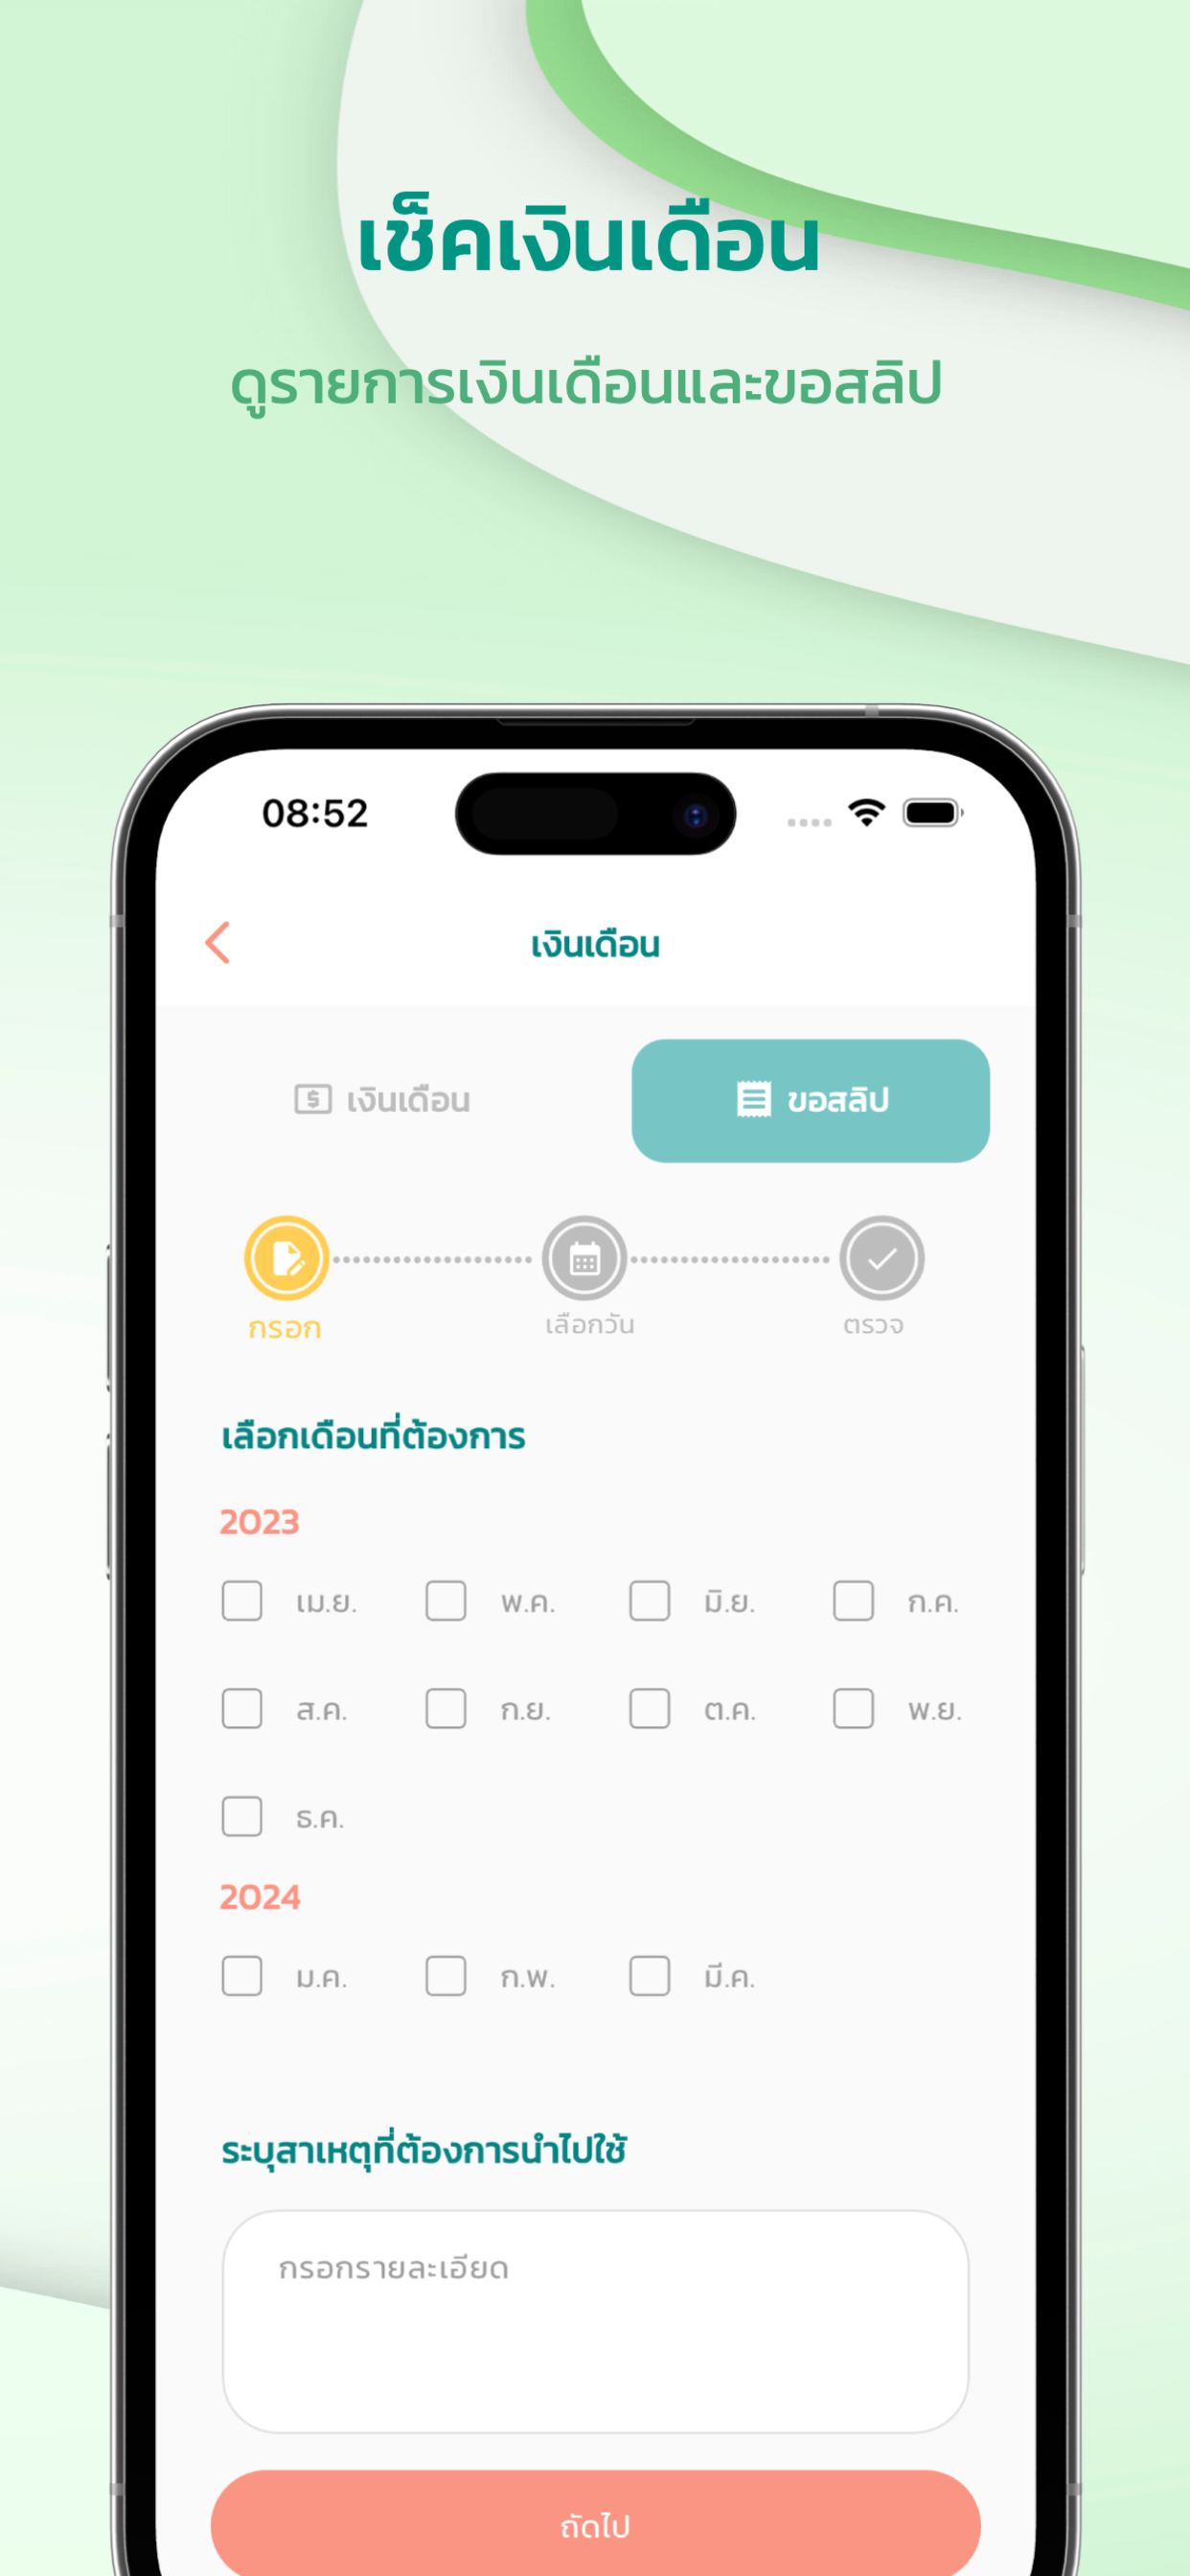 เช็คเงินเดือน
ดูรายการเงินเดือนและขอสลิป
08:52
เงินเดือน
เงินเดือน ขอสลิป
กรอก เลือกวัน ตรวจ
เลือกเดือนที่ต้องการ
2023
เม.ย. พ.ค. มิ.ย. ก.ค.
ส.ค. ก.ย. ต.ค. พ.ย.
ธ.ค.
2024
ม.ค. ก.พ. มี.ค.
ระบุสาเหตุที่ต้องการนำไปใช้
กรอกรายละเอียด
ถัดไป